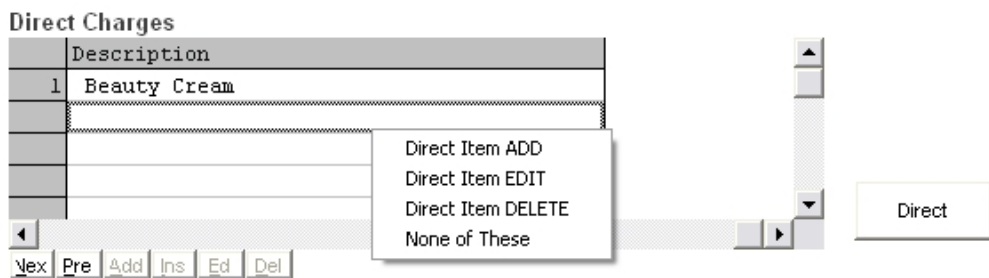 Direct Charges
Description
1 Beauty Cream
Direct Item ADD
Direct Item EDIT
Direct Item DELETE
None of These
Direct
Nex Pre Add Ins Ed Del